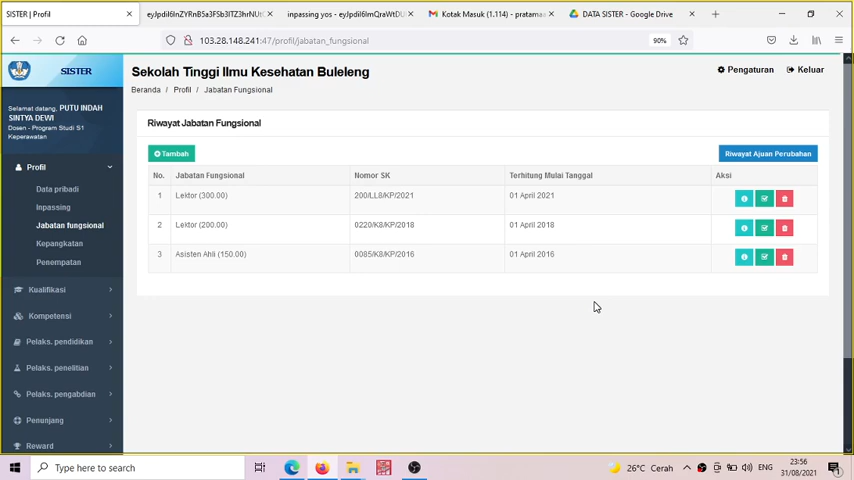 SISTER | Profil
inpassing yos - eyJpdiI6ImQraWtDU
Kotak Masuk (1.114) - pratama
DATA SISTER - Google Drive
103.28.148.241:47/profil/jabatan_fungsional
90%
SISTER
Sekolah Tinggi Ilmu Kesehatan Buleleng
Pengaturan
Keluar
Beranda / Profil / Jabatan Fungsional
Selamat datang, PUTU INDAH
SINTYA DEWI
Dosen - Program Studi S1
Keperawatan
Riwayat Jabatan Fungsional
Tambah
Riwayat Ajuan Perubahan
Profil
No. Jabatan Fungsional Nomor SK Terhitung Mulai Tanggal Aksi
Data pribadi
1 Lektor (300.00) 200/LL8/KP/2021 01 April 2021
Inpassing
Jabatan fungsional
2 Lektor (200.00) 0220/K8/KP/2018 01 April 2018
Kepangkatan
3 Asisten Ahli (150.00) 0085/K8/KP/2016 01 April 2016
Penempatan
Kualifikasi
Kompetensi
Pelaks. pendidikan
Pelaks. penelitian
Pelaks. pengabdian
Penunjang
Reward
Type here to search
26°C Cerah
ENG
23:56
31/08/2021